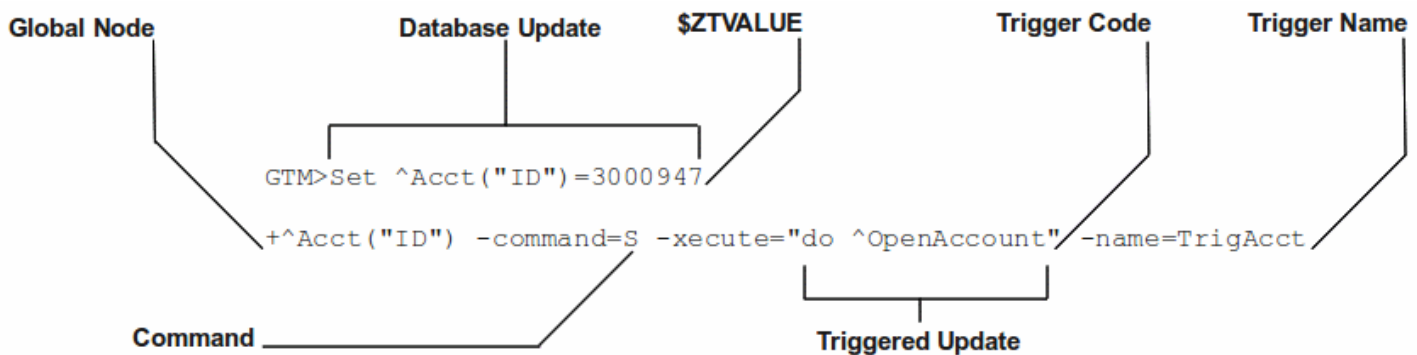 Global Node Database Update $ZTVALUE Trigger Code Trigger Name
GTM>Set ^Acct("ID")=3000947
+^Acct("ID") -command=S -xecute="do ^OpenAccount" -name=TrigAcct
Command Triggered Update